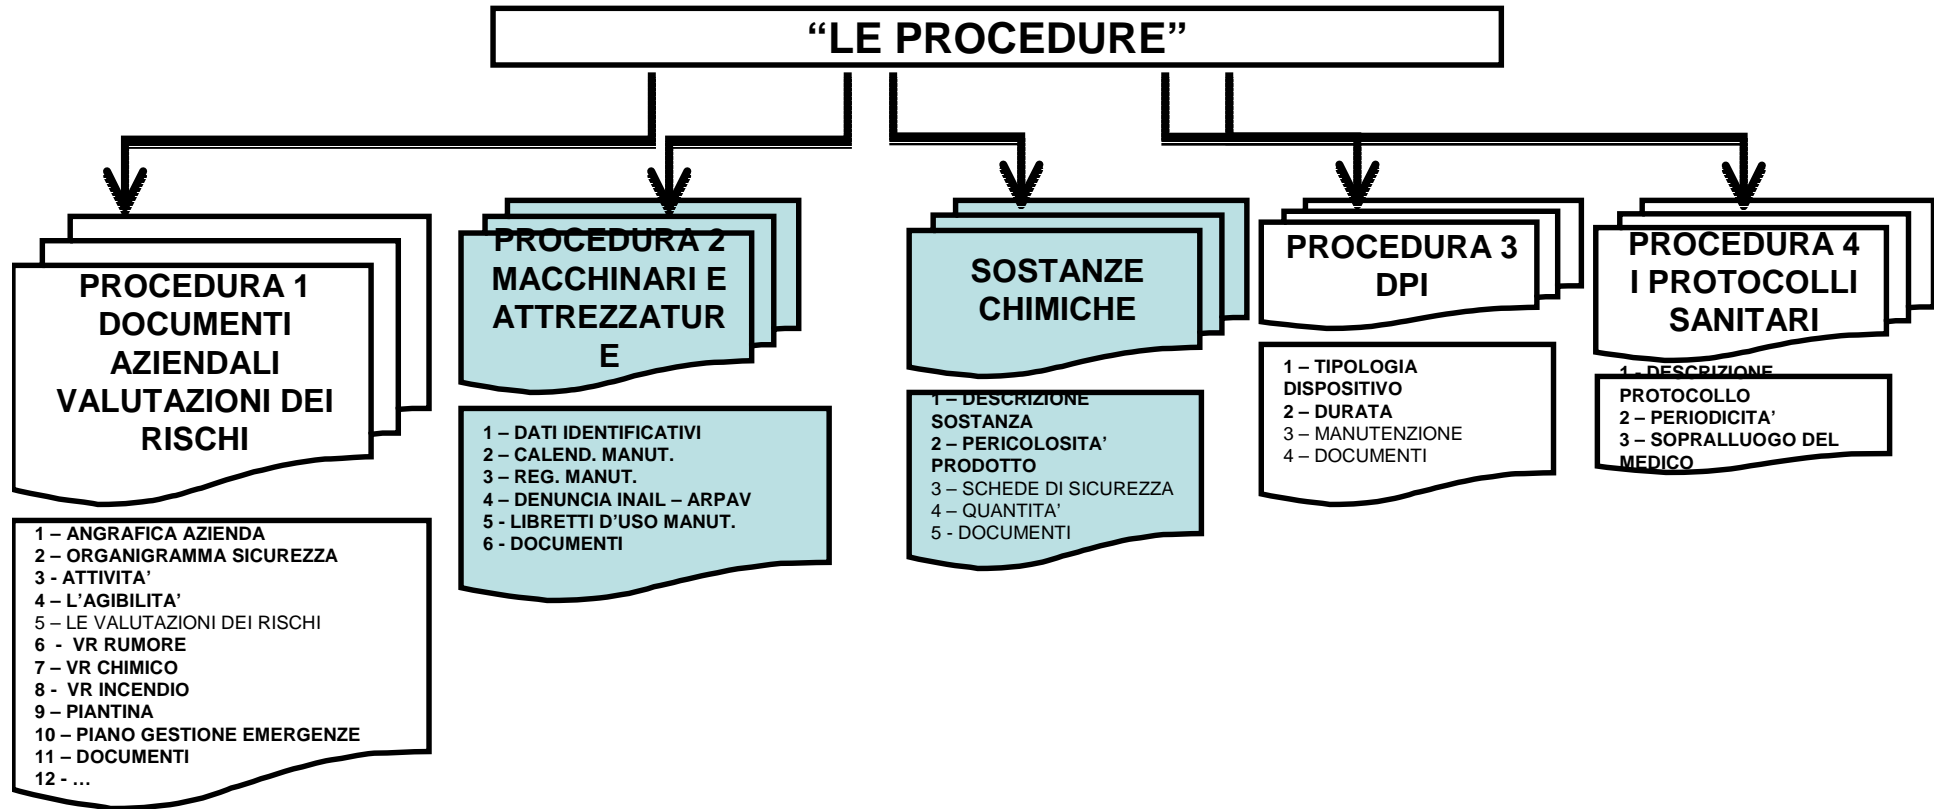 “LE PROCEDURE”
PROCEDURA 1
DOCUMENTI
AZIENDALI
VALUTAZIONI DEI
RISCHI
1 – ANGRAFICA AZIENDA
2 – ORGANIGRAMMA SICUREZZA
3 - ATTIVITA’
4 – L’AGIBILITA’
5 – LE VALUTAZIONI DEI RISCHI
6 - VR RUMORE
7 – VR CHIMICO
8 - VR INCENDIO
9 – PIANTINA
10 – PIANO GESTIONE EMERGENZE
11 – DOCUMENTI
12 - …
PROCEDURA 2
MACCHINARI E
ATTREZZATUR
E
1 – DATI IDENTIFICATIVI
2 – CALEND. MANUT.
3 – REG. MANUT.
4 – DENUNCIA INAIL – ARPAV
5 - LIBRETTI D’USO MANUT.
6 - DOCUMENTI
SOSTANZE
CHIMICHE
1 – DESCRIZIONE
SOSTANZA
2 – PERICOLOSITA’
PRODOTTO
3 – SCHEDE DI SICUREZZA
4 – QUANTITA’
5 - DOCUMENTI
PROCEDURA 3
DPI
1 – TIPOLOGIA
DISPOSITIVO
2 – DURATA
3 – MANUTENZIONE
4 – DOCUMENTI
PROCEDURA 4
I PROTOCOLLI
SANITARI
1 - DESCRIZIONE
PROTOCOLLO
2 – PERIODICITA’
3 – SOPRALLUOGO DEL
MEDICO